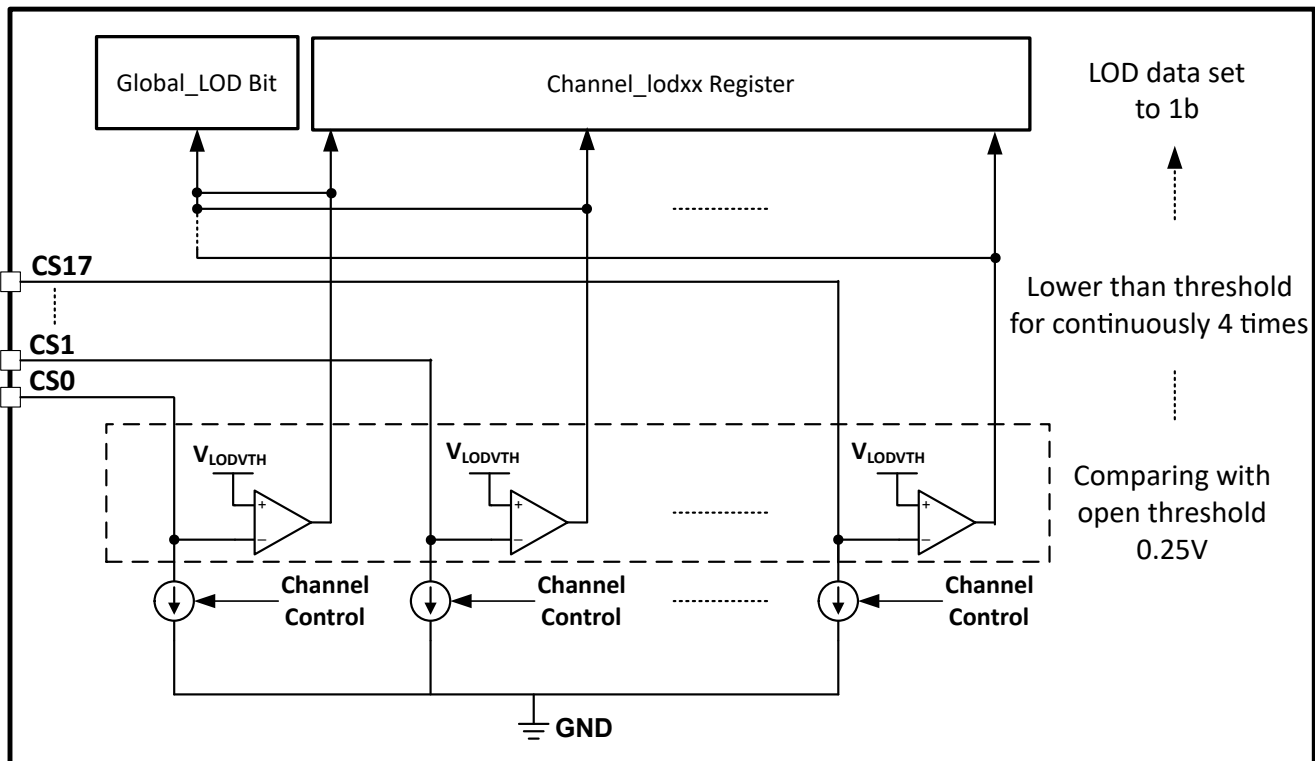 Global_LOD Bit
Channel_lodxx Register
LOD data set
to 1b
CS17
Lower than threshold
for continuously 4 times
CS1
CS0
VLODVTH
VLODVTH
VLODVTH
+
+
+
−
−
−
Comparing with
open threshold
0.25V
Channel
Control
Channel
Control
Channel
Control
GND